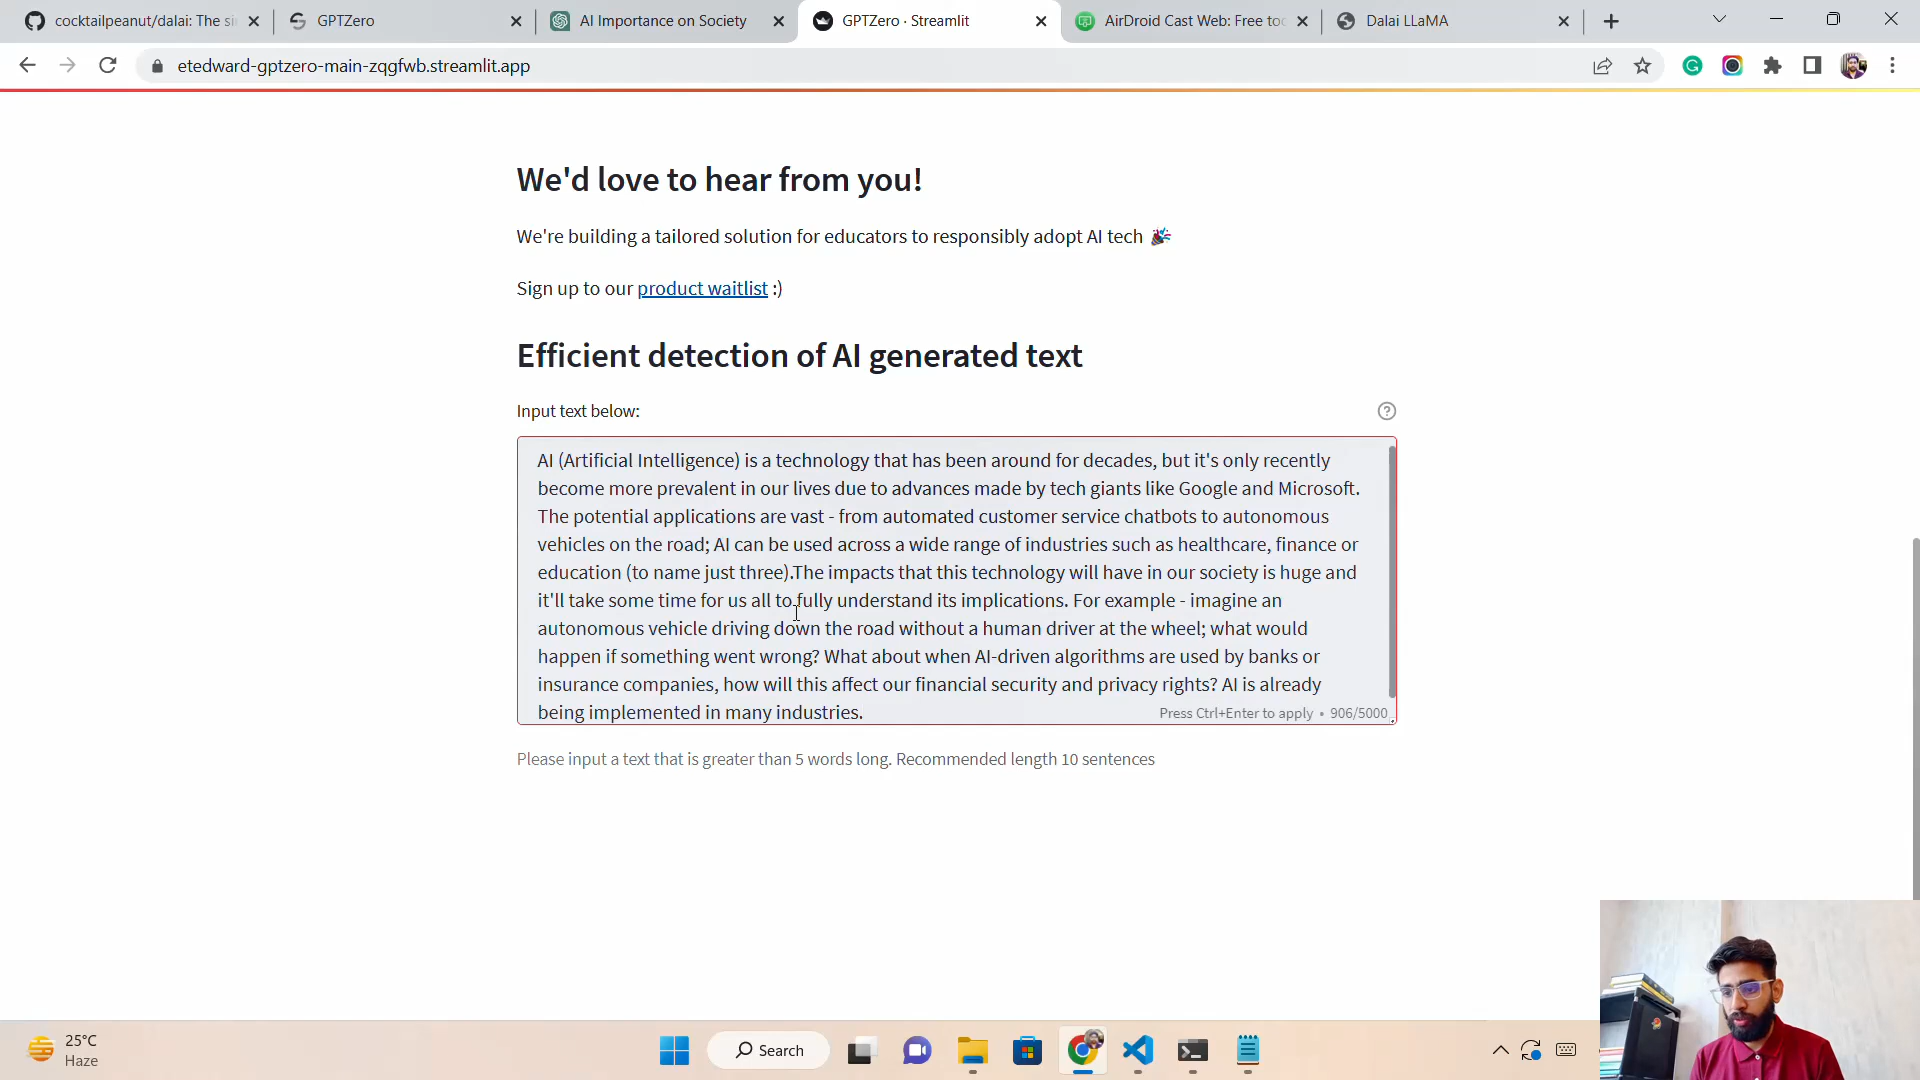 cocktailpeanut/dalai: The si
GPTZero
AI Importance on Society
GPTZero · Streamlit
AirDroid Cast Web: Free too
Dalai LLaMA
etedward-gptzero-main-zqgfwb.streamlit.app
We'd love to hear from you!
We're building a tailored solution for educators to responsibly adopt AI tech 🎉
Sign up to our product waitlist :)
Efficient detection of AI generated text
Input text below:
AI (Artificial Intelligence) is a technology that has been around for decades, but it's only recently
become more prevalent in our lives due to advances made by tech giants like Google and Microsoft.
The potential applications are vast - from automated customer service chatbots to autonomous
vehicles on the road; AI can be used across a wide range of industries such as healthcare, finance or
education (to name just three).The impacts that this technology will have in our society is huge and
it'll take some time for us all to fully understand its implications. For example - imagine an
autonomous vehicle driving down the road without a human driver at the wheel; what would
happen if something went wrong? What about when AI-driven algorithms are used by banks or
insurance companies, how will this affect our financial security and privacy rights? AI is already
being implemented in many industries.
Press Ctrl+Enter to apply • 906/5000
Please input a text that is greater than 5 words long. Recommended length 10 sentences
25°C
Haze
Search